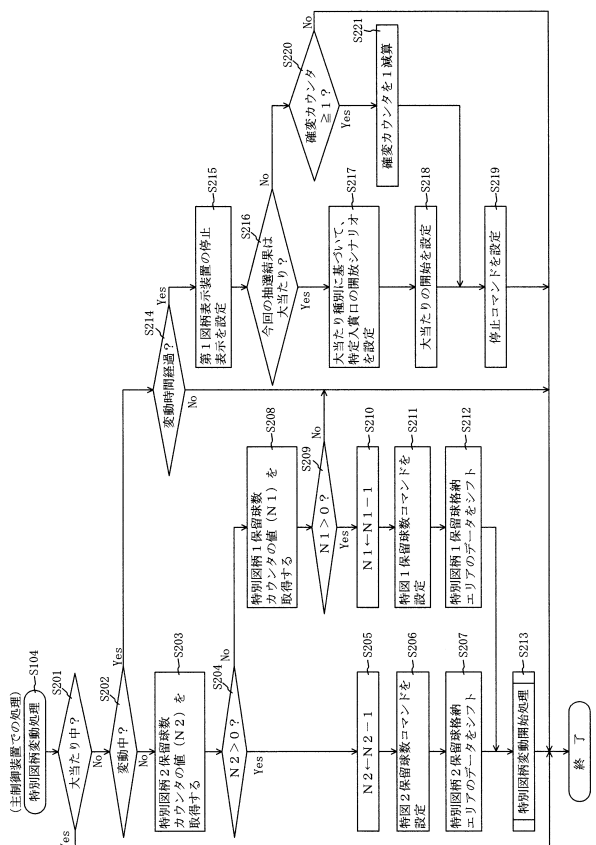 (主制御装置での処理)
特別図柄変動処理
S104
大当たり中？
S201
Yes
No
変動中？
S202
Yes
No
特別図柄２保留球数
カウンタの値（Ｎ２）を
取得する
S203
Ｎ２＞０？
S204
No
Yes
Ｎ２←Ｎ２−１
S205
特図２保留球数コマンドを
設定
S206
特別図柄２保留球格納
エリアのデータをシフト
S207
特別図柄１保留球数
カウンタの値（Ｎ１）を
取得する
S208
Ｎ１＞０？
S209
No
Yes
Ｎ１←Ｎ１−１
S210
特図１保留球数コマンドを
設定
S211
特別図柄１保留球格納
エリアのデータをシフト
S212
特別図柄変動開始処理
S213
変動時間経過？
S214
Yes
No
第１図柄表示装置の停止
表示を設定
S215
今回の抽選結果は
大当たり？
S216
No
Yes
大当たり種別に基づいて、
特定入賞口の開放シナリオ
を設定
S217
大当たりの開始を設定
S218
停止コマンドを設定
S219
確変カウンタ
≧１？
S220
No
Yes
確変カウンタを１減算
S221
終 了